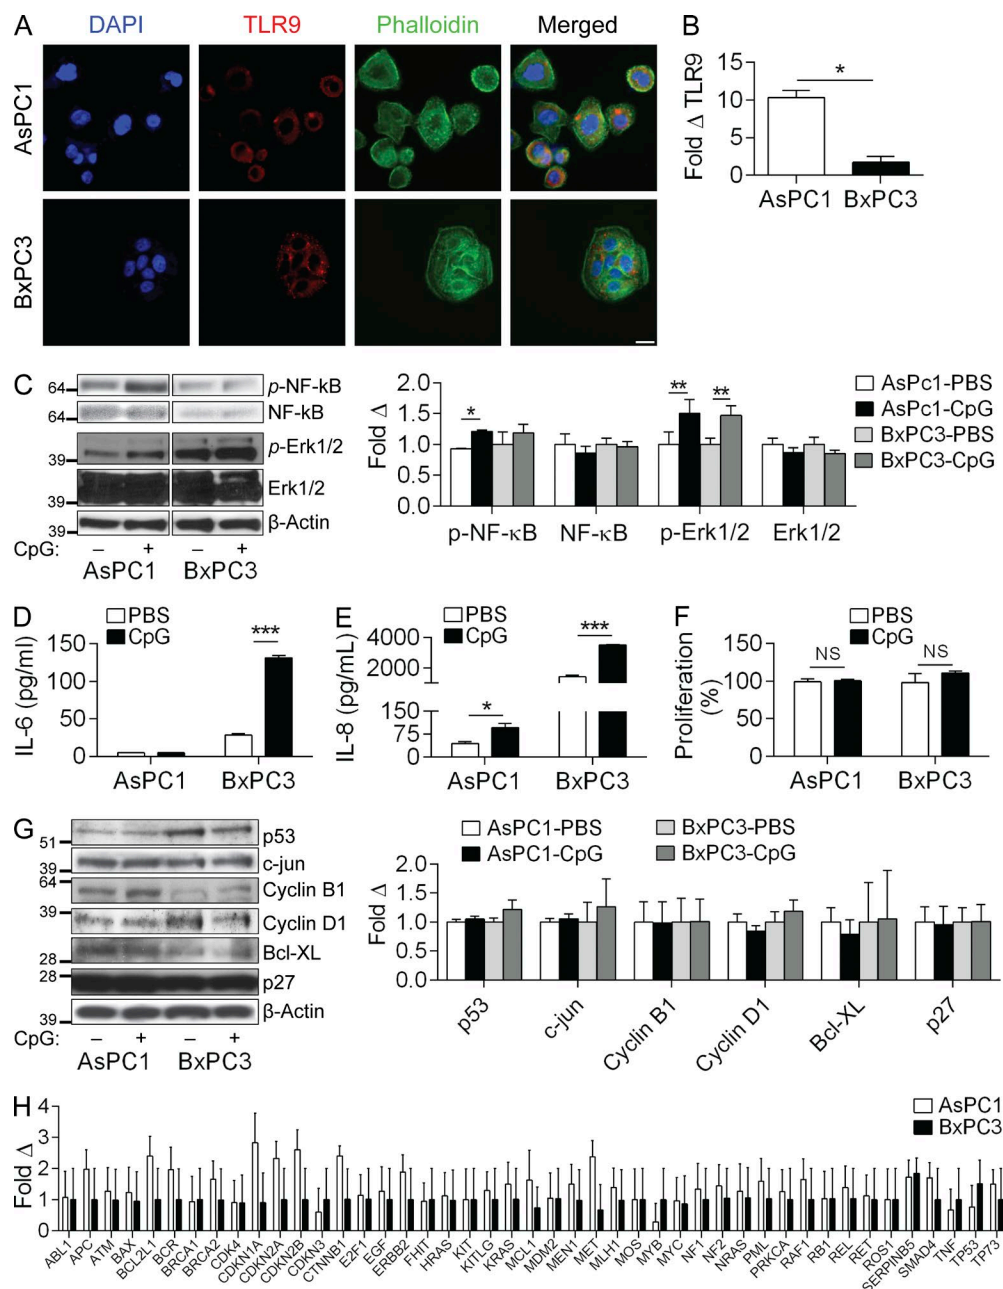 A DAPI TLR9 Phalloidin Merged
AsPC1
BxPC3
B
Fold Δ TLR9
15
10
5
0
*
AsPC1 BxPC3
C
64 p-NF-kB
64 NF-kB
39 p-Erk1/2
39 Erk1/2
39 β-Actin
CpG: – + – +
AsPC1 BxPC3
Fold Δ
2.0
1.5
1.0
0.5
0.0
* ** **
p-NF-κB NF-κB p-Erk1/2 Erk1/2
AsPc1-PBS
AsPc1-CpG
BxPC3-PBS
BxPC3-CpG
D
PBS
CpG
IL-6 (pg/ml)
150
100
50
0
***
AsPC1 BxPC3
E
PBS
CpG
IL-8 (pg/mL)
4000
2000
0
150
75
0
* ***
AsPC1 BxPC3
F
PBS
CpG
Proliferation (%)
150
100
50
0
NS NS
AsPC1 BxPC3
G
51 p53
39 c-jun
64 Cyclin B1
39 Cyclin D1
28 Bcl-XL
28 p27
39 β-Actin
CpG: – + – +
AsPC1 BxPC3
AsPC1-PBS BxPC3-PBS
AsPC1-CpG BxPC3-CpG
Fold Δ
2.0
1.5
1.0
0.5
0.0
p53 c-jun Cyclin B1 Cyclin D1 Bcl-XL p27
H
AsPC1
BxPC3
Fold Δ
4
3
2
1
0
ABL1 APC ATM BAX BCL2L1 BCR BRCA1 BRCA2 CDK4 CDKN1A CDKN2A CDKN2B CDKN3 CTNNB1 E2F1 EGF ERBB2 FHIT HRAS KIT KITLG KRAS MCL1 MDM2 MEN1 MET MLH1 MOS MYB MYC NF1 NF2 NRAS PML PRKCA RAF1 RB1 REL RET ROS1 SERPINB5 SMAD4 TNF TP53 TP73